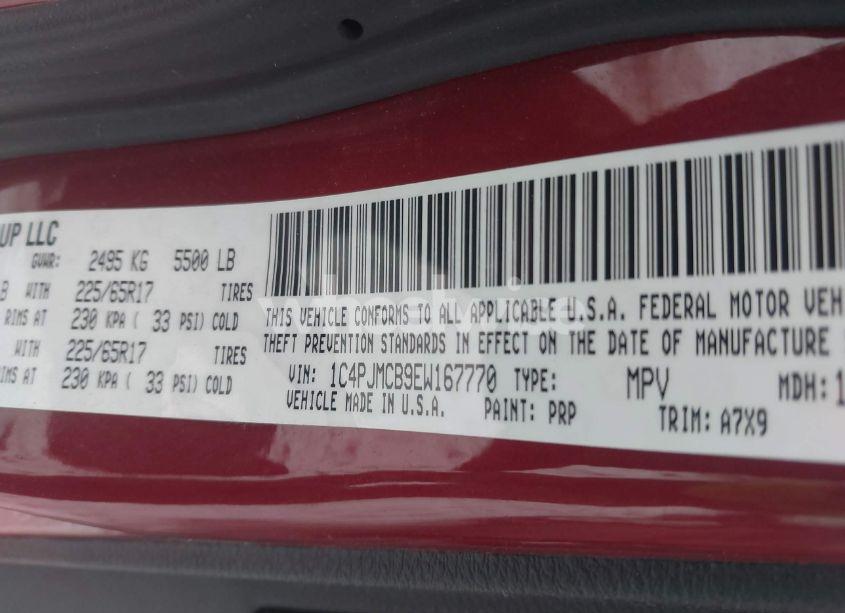 UP LLC
GVWR: 2495 KG 5500 LB
B WITH 225/65R17 TIRES
RIMS AT 230 KPA ( 33 PSI) COLD
WITH 225/65R17 TIRES
RIMS AT 230 KPA ( 33 PSI) COLD
THIS VEHICLE CONFORMS TO ALL APPLICABLE U.S.A. FEDERAL MOTOR VEH
THEFT PREVENTION STANDARDS IN EFFECT ON THE DATE OF MANUFACTURE
VIN: 1C4PJMCB9EW167770 TYPE: MPV MDH: 1
VEHICLE MADE IN U.S.A. PAINT: PRP TRIM: A7X9